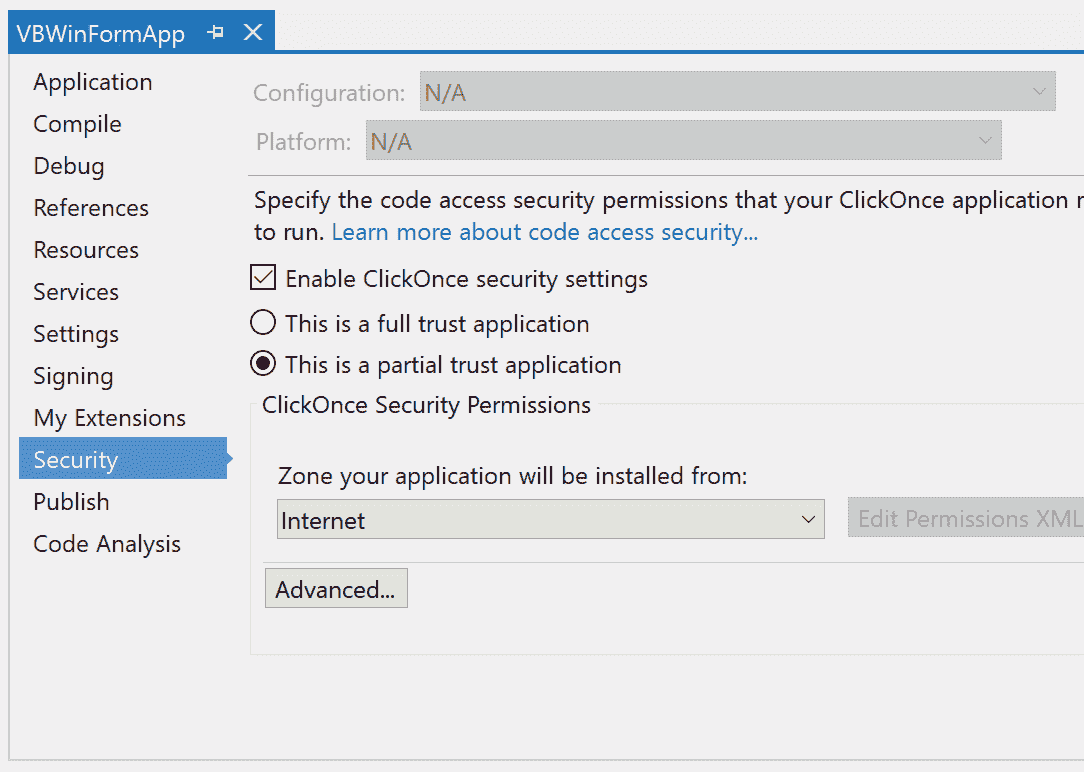 VBWinFormApp
Application
Compile
Debug
References
Resources
Services
Settings
Signing
My Extensions
Security
Publish
Code Analysis
Configuration: N/A
Platform: N/A
Specify the code access security permissions that your ClickOnce application
to run. Learn more about code access security...
Enable ClickOnce security settings
This is a full trust application
This is a partial trust application
ClickOnce Security Permissions
Zone your application will be installed from:
Internet
Edit Permissions XML
Advanced...